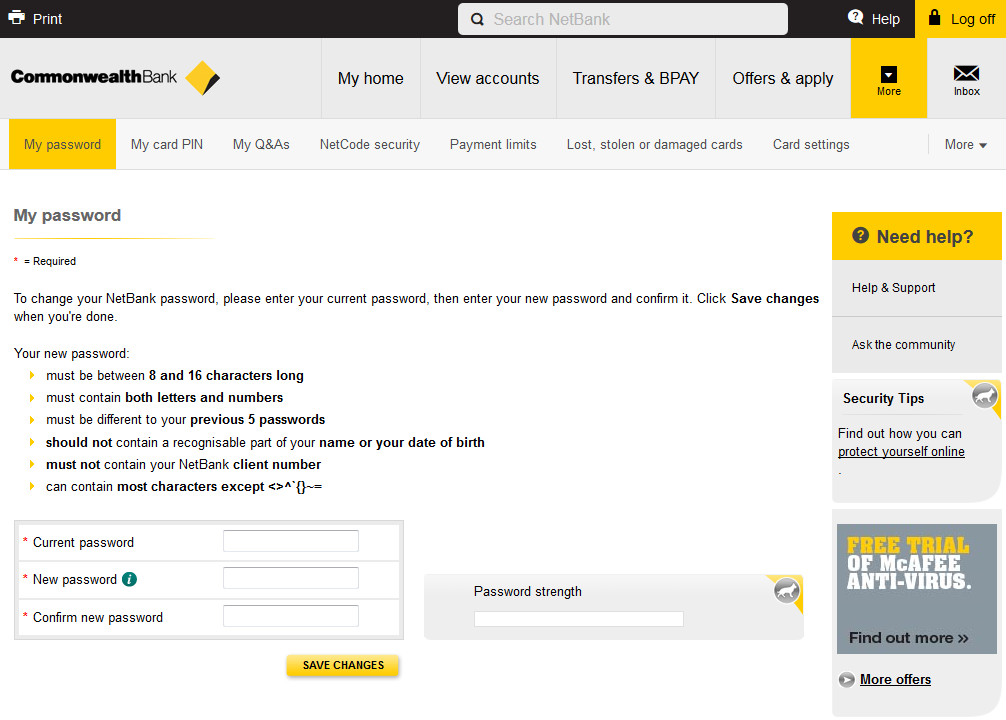 Print
Search NetBank
Help
Log off
CommonwealthBank
My home
View accounts
Transfers & BPAY
Offers & apply
More
Inbox
My password
My card PIN
My Q&As
NetCode security
Payment limits
Lost, stolen or damaged cards
Card settings
More
My password
* = Required
To change your NetBank password, please enter your current password, then enter your new password and confirm it. Click Save changes
when you're done.
Your new password:
must be between 8 and 16 characters long
must contain both letters and numbers
must be different to your previous 5 passwords
should not contain a recognisable part of your name or your date of birth
must not contain your NetBank client number
can contain most characters except <>^`{}~=
* Current password
* New password i
* Confirm new password
Password strength
SAVE CHANGES
? Need help?
Help & Support
Ask the community
Security Tips
Find out how you can
protect yourself online
.
FREE TRIAL
OF McAFEE
ANTI-VIRUS.
Find out more »
More offers